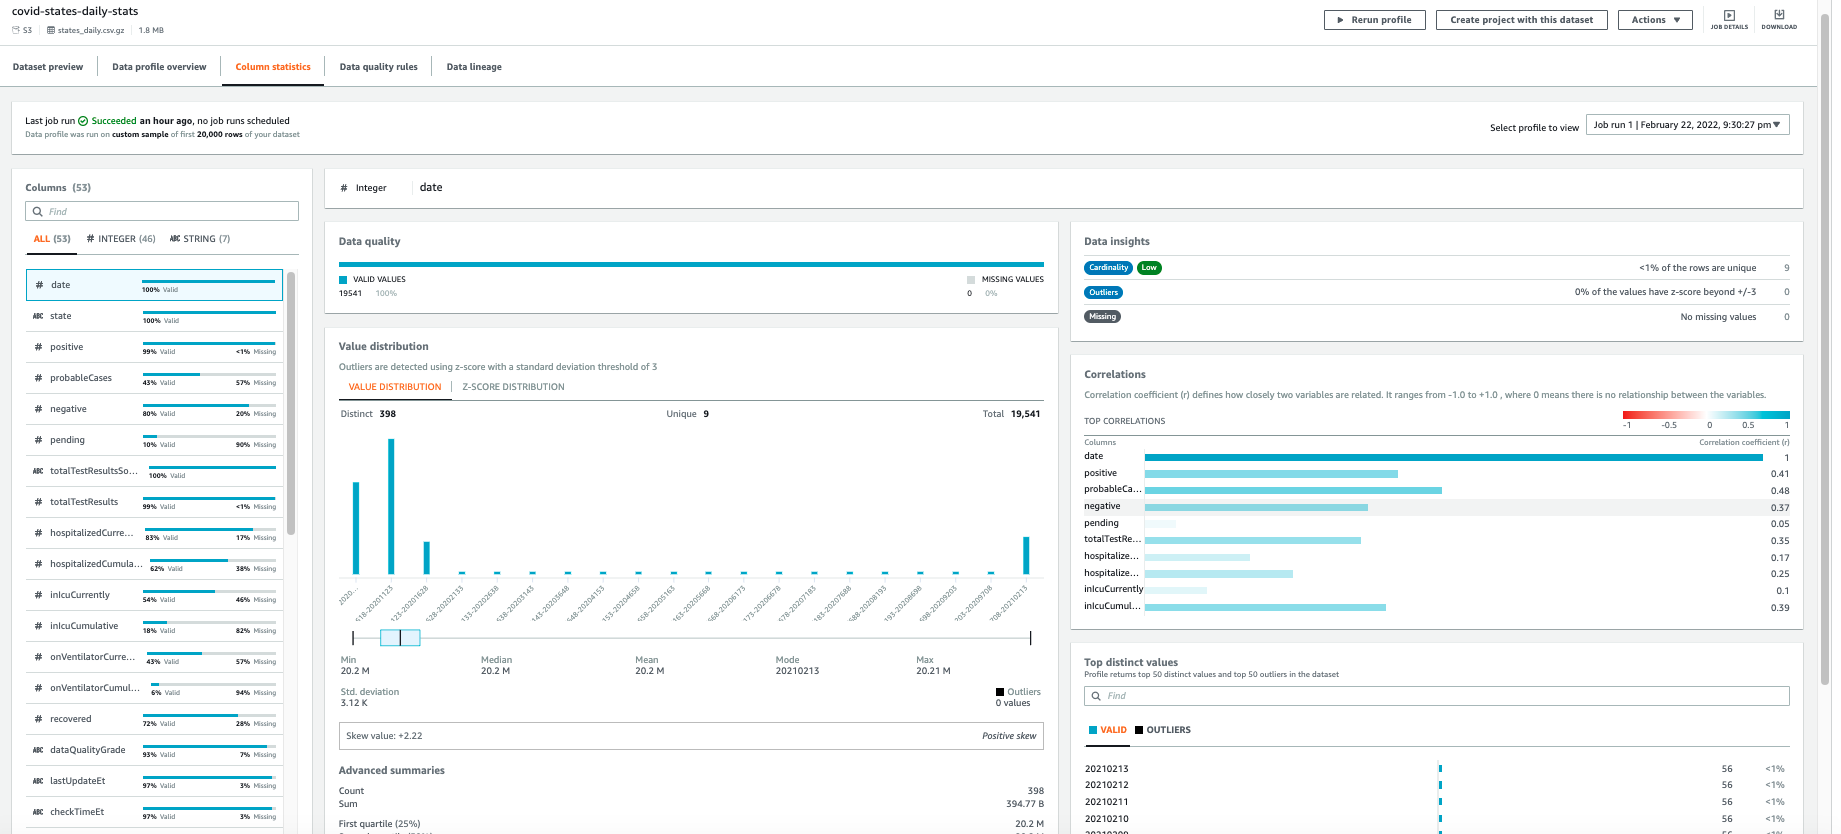 covid-states-daily-stats
S3 states_daily.csv.gz 1.8 MB
Rerun profile
Create project with this dataset
Actions
JOB DETAILS
DOWNLOAD
Dataset preview
Data profile overview
Column statistics
Data quality rules
Data lineage
Last job run Succeeded an hour ago, no job runs scheduled
Data profile was run on custom sample of first 20,000 rows of your dataset
Select profile to view Job run 1 | February 22, 2022, 9:30:27 pm
Columns (53)
Find
ALL (53) # INTEGER (46) ABC STRING (7)
# date
100% Valid
ABC state
100% Valid
# positive
99% Valid <1% Missing
# probableCases
43% Valid 57% Missing
# negative
80% Valid 20% Missing
# pending
10% Valid 90% Missing
ABC totalTestResultsSo...
100% Valid
# totalTestResults
99% Valid <1% Missing
# hospitalizedCurre...
83% Valid 17% Missing
# hospitalizedCumula...
62% Valid 38% Missing
# inIcuCurrently
54% Valid 46% Missing
# inIcuCumulative
18% Valid 82% Missing
# onVentilatorCurre...
43% Valid 57% Missing
# onVentilatorCumul...
6% Valid 94% Missing
# recovered
72% Valid 28% Missing
ABC dataQualityGrade
93% Valid 7% Missing
ABC lastUpdateEt
97% Valid 3% Missing
ABC checkTimeEt
97% Valid 3% Missing
# Integer date
Data quality
VALID VALUES MISSING VALUES
19541 100% 0 0%
Value distribution
Outliers are detected using z-score with a standard deviation threshold of 3
VALUE DISTRIBUTION Z-SCORE DISTRIBUTION
Distinct 398 Unique 9 Total 19,541
2020...
618-20201123
123-20201628
628-20202133
133-20202638
638-20203143
143-20203648
648-20204153
153-20204658
658-20205163
163-20205668
668-20206173
173-20206678
678-20207183
183-20207688
688-20208193
193-20208698
698-20209203
203-20209708
708-20210213
Min Median Mean Mode Max
20.2 M 20.2 M 20.2 M 20210213 20.21 M
Std. deviation Outliers
3.12 K 0 values
Skew value: +2.22 Positive skew
Advanced summaries
Count 398
Sum 394.77 B
First quartile (25%) 20.2 M
Data insights
Cardinality Low <1% of the rows are unique 9
Outliers 0% of the values have z-score beyond +/-3 0
Missing No missing values 0
Correlations
Correlation coefficient (r) defines how closely two variables are related. It ranges from -1.0 to +1.0 , where 0 means there is no relationship between the variables.
TOP CORRELATIONS
-1 -0.5 0 0.5 1
Columns Correlation coefficient (r)
date 1
positive 0.41
probableCa... 0.48
negative 0.37
pending 0.05
totalTestRe... 0.35
hospitalize... 0.17
hospitalize... 0.25
inIcuCurrently 0.1
inIcuCumul... 0.39
Top distinct values
Profile returns top 50 distinct values and top 50 outliers in the dataset
Find
VALID OUTLIERS
20210213 56 <1%
20210212 56 <1%
20210211 56 <1%
20210210 56 <1%